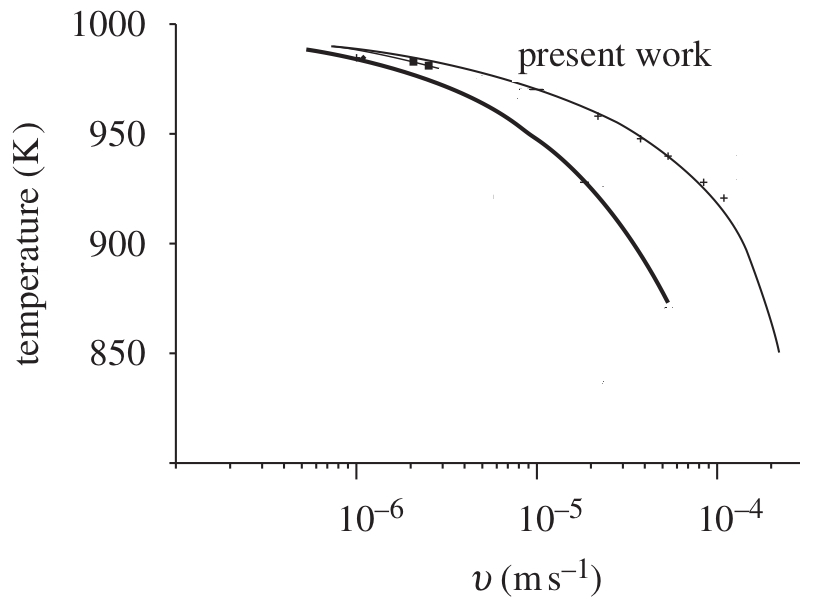 1000
present work
950
900
850
temperature (K)
10⁻⁶ 10⁻⁵ 10⁻⁴
υ (m s⁻¹)